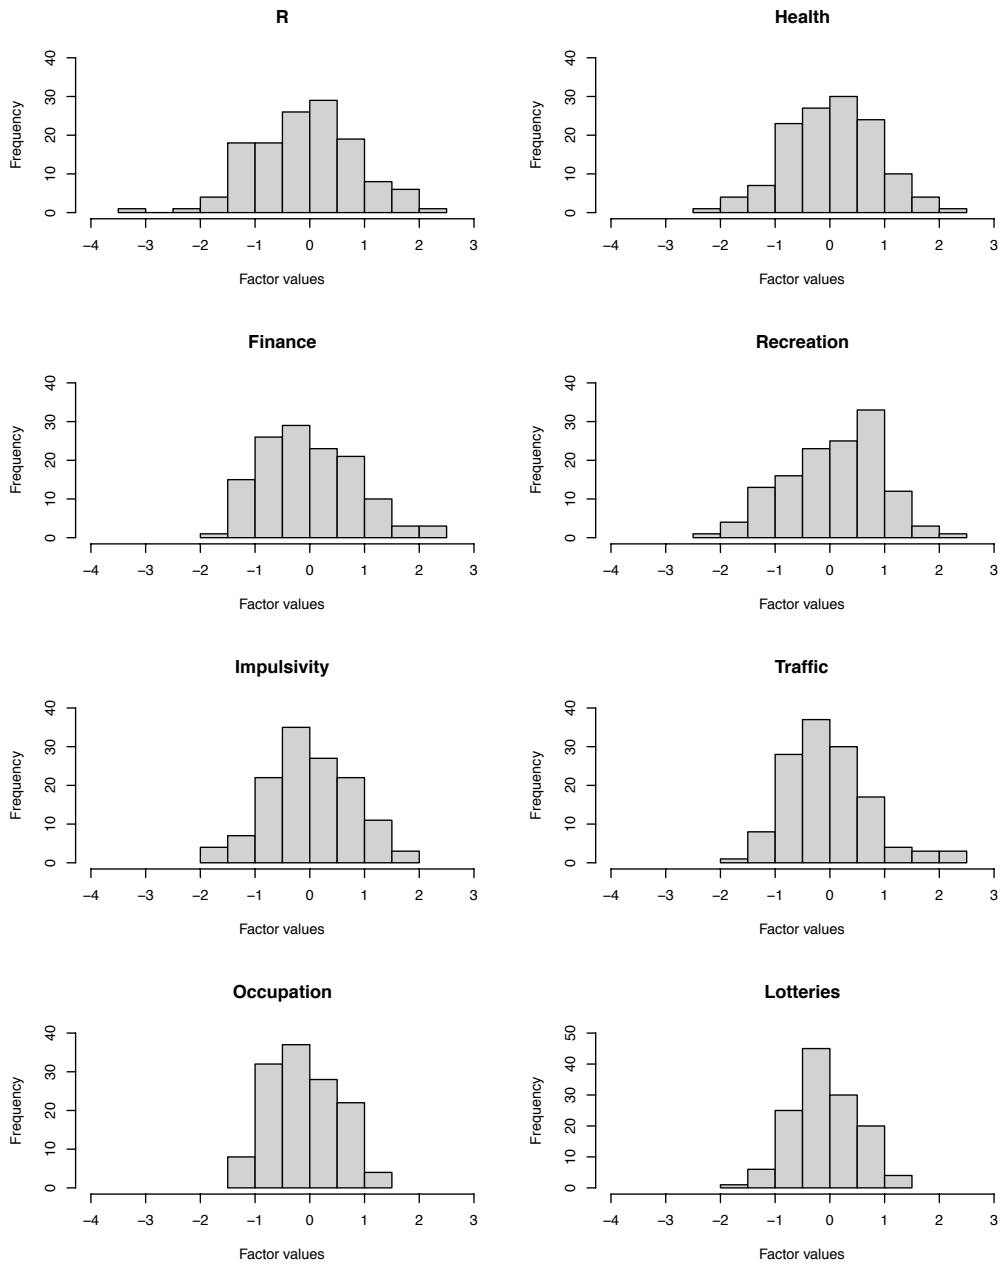 R
Frequency
0 10 20 30 40
−4 −3 −2 −1 0 1 2 3
Factor values
Health
Frequency
0 10 20 30 40
−4 −3 −2 −1 0 1 2 3
Factor values
Finance
Frequency
0 10 20 30 40
−4 −3 −2 −1 0 1 2 3
Factor values
Recreation
Frequency
0 10 20 30 40
−4 −3 −2 −1 0 1 2 3
Factor values
Impulsivity
Frequency
0 10 20 30 40
−4 −3 −2 −1 0 1 2 3
Factor values
Traffic
Frequency
0 10 20 30 40
−4 −3 −2 −1 0 1 2 3
Factor values
Occupation
Frequency
0 10 20 30 40
−4 −3 −2 −1 0 1 2 3
Factor values
Lotteries
Frequency
0 10 20 30 40 50
−4 −3 −2 −1 0 1 2 3
Factor values